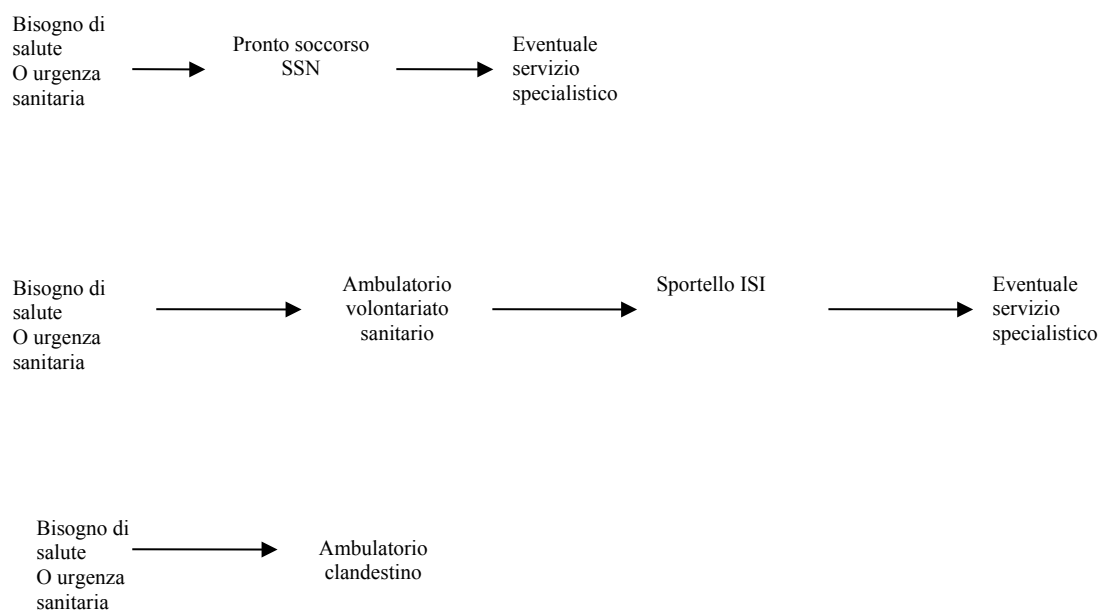 Bisogno di
salute
O urgenza
sanitaria
Pronto soccorso
SSN
Eventuale
servizio
specialistico
Bisogno di
salute
O urgenza
sanitaria
Ambulatorio
volontariato
sanitario
Sportello ISI
Eventuale
servizio
specialistico
Bisogno di
salute
O urgenza
sanitaria
Ambulatorio
clandestino